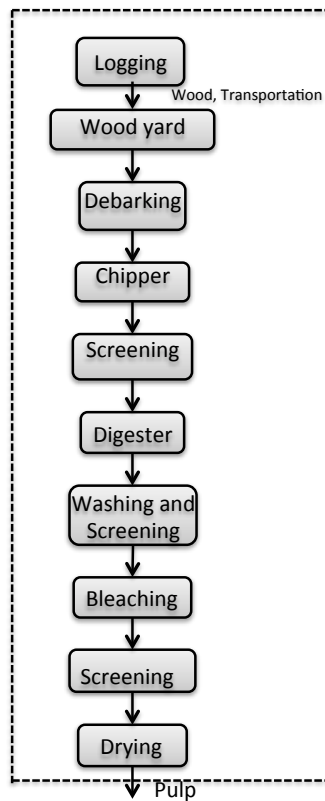 Logging
Wood, Transportation
Wood yard
Debarking
Chipper
Screening
Digester
Washing and
Screening
Bleaching
Screening
Drying
Pulp